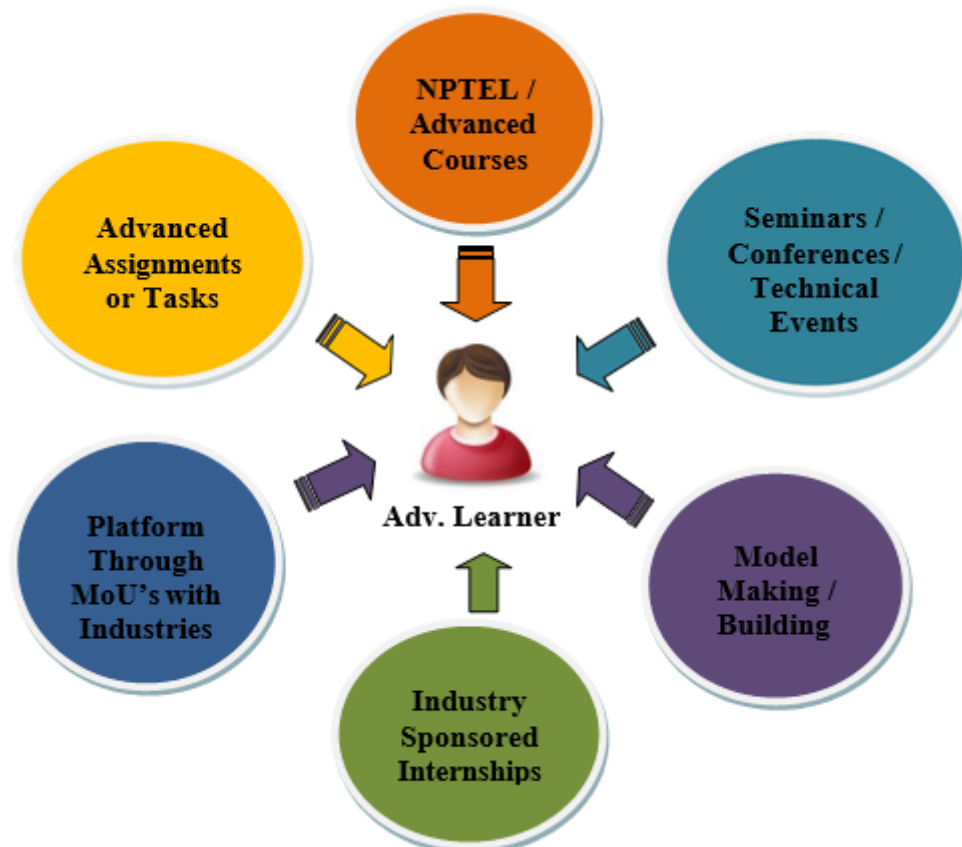 NPTEL /
Advanced
Courses
Advanced
Assignments
or Tasks
Seminars /
Conferences /
Technical
Events
Adv. Learner
Platform
Through
MoU's with
Industries
Model
Making /
Building
Industry
Sponsored
Internships